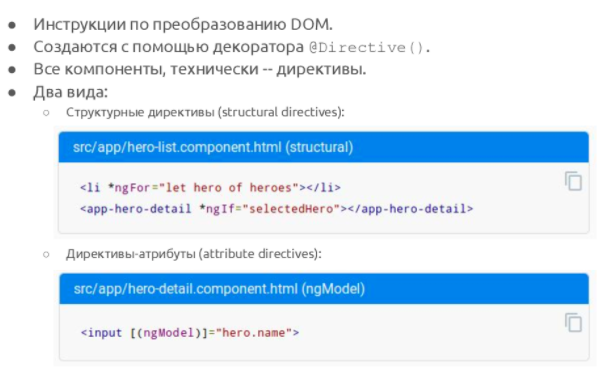 ● Инструкции по преобразованию DOM.
● Создаются с помощью декоратора @Directive().
● Все компоненты, технически -- директивы.
● Два вида:
○ Структурные директивы (structural directives):
src/app/hero-list.component.html (structural)
<li *ngFor="let hero of heroes"></li>
<app-hero-detail *ngIf="selectedHero"></app-hero-detail>
○ Директивы-атрибуты (attribute directives):
src/app/hero-detail.component.html (ngModel)
<input [(ngModel)]="hero.name">